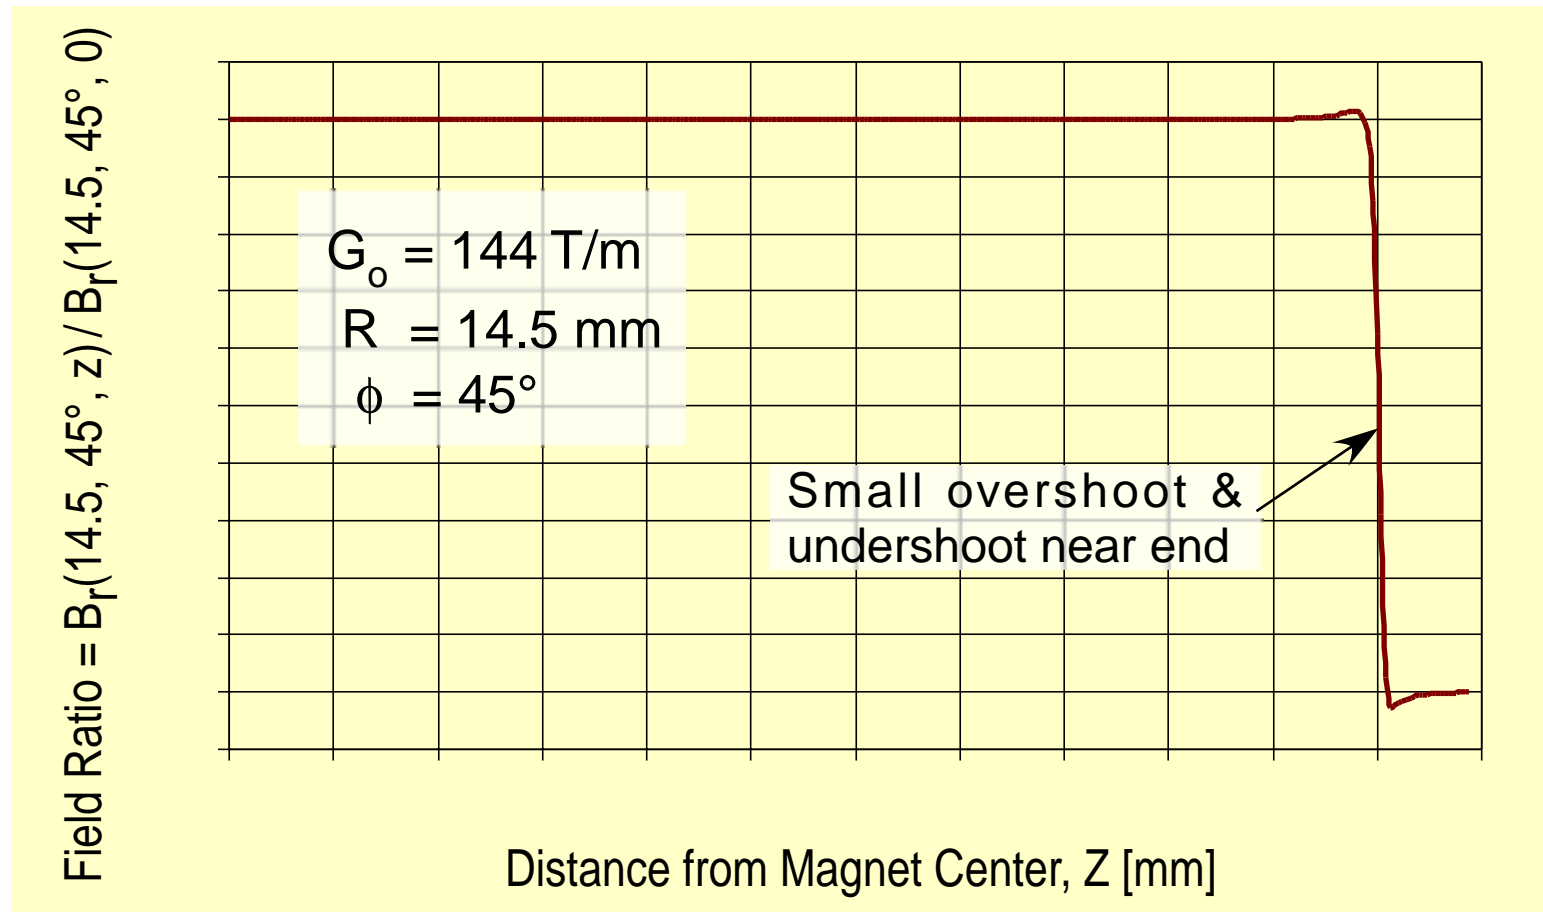 Field Ratio = Br(14.5, 45°, z) / Br(14.5, 45°, 0)
Go = 144 T/m
R = 14.5 mm
ϕ = 45°
Small overshoot &
undershoot near end
Distance from Magnet Center, Z [mm]